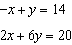 −x + y = 14
2x + 6y = 20